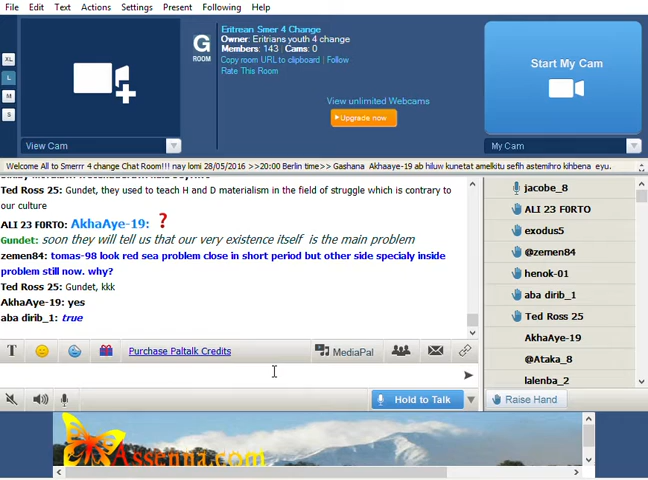 File Edit Text Actions Settings Present Following Help
XL
L
M
S
View Cam
G
ROOM
Eritrean Smer 4 Change
Owner: Eritrians youth 4 change
Members: 143 | Cams: 0
Copy room URL to clipboard | Follow
Rate This Room
View unlimited Webcams
Upgrade now
Start My Cam
My Cam
Welcome All to Smerrr 4 change Chat Room!!! nay lomi 28/05/2016 >>20:00 Berlin time>> Gashana Akhaaye-19 ab hiluw kunetat amelkitu sefih astemihro kihbena eyu.
Ted Ross 25: Gundet, they used to teach H and D materialism in the field of struggle which is contrary to
our culture
ALI 23 F0RTO: AkhaAye-19: ?
Gundet: soon they will tell us that our very existence itself is the main problem
zemen84: tomas-98 look red sea problem close in short period but other side specialy inside
problem still now. why?
Ted Ross 25: Gundet, kkk
AkhaAye-19: yes
aba dirib_1: true
T Purchase Paltalk Credits MediaPal
Hold to Talk
jacobe_8
ALI 23 F0RTO
exodus5
@zemen84
henok-01
aba dirib_1
Ted Ross 25
AkhaAye-19
@Ataka_8
lalenba_2
Raise Hand
Assenna.com